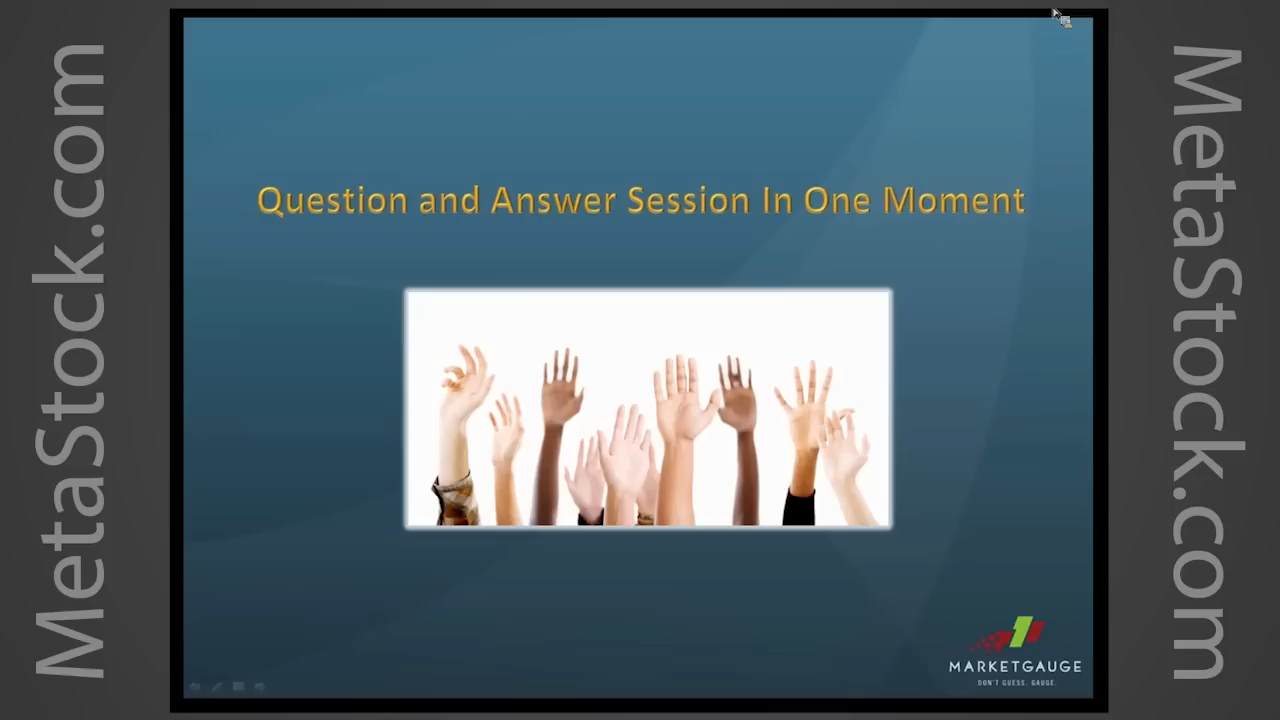 MetaStock.com
Question and Answer Session In One Moment
MARKETGAUGE
DON'T GUESS. GAUGE.
MetaStock.com